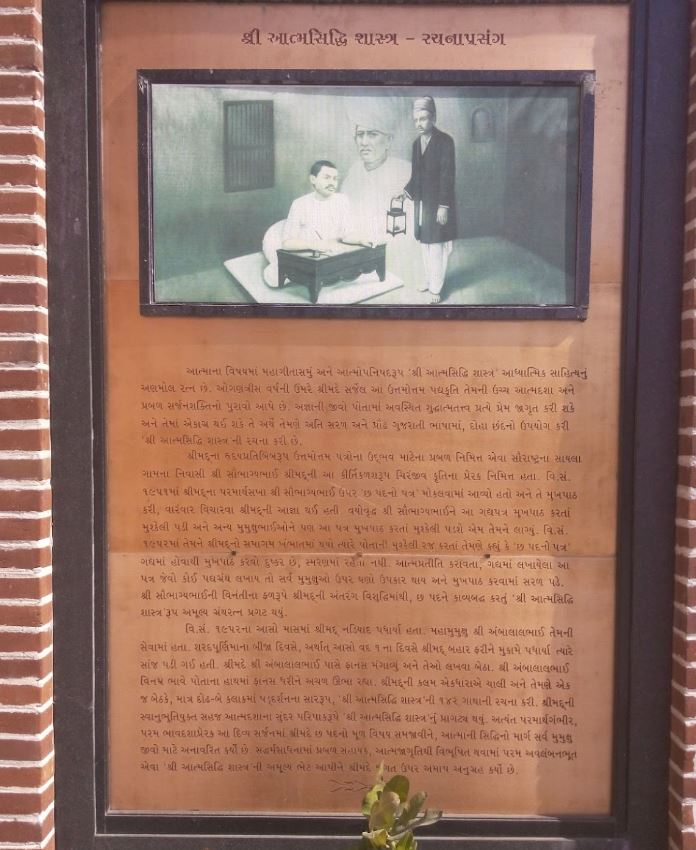 શ્રી આત્મસિદ્ધિ શાસ્ત્ર – રચનાપ્રસંગ
આત્માના વિષયમાં મહાગીતાસમું અને આત્મોપનિષદરૂપ 'શ્રી આત્મસિદ્ધિ શાસ્ત્ર' આધ્યાત્મિક સાહિત્યનું
અણમોલ રત્ન છે. ઓગણત્રીસ વર્ષની ઉંમરે શ્રીમદે સર્જેલ આ ઉત્તમોત્તમ પદ્યકૃતિ તેમની ઉચ્ચ આત્મદશા અને
પ્રબળ સર્જનશક્તિનો પુરાવો આપે છે. અજ્ઞાની જીવો પોતામાં અવસ્થિત શુદ્ધાત્મતત્ત્વ પ્રત્યે પ્રેમ જાગૃત કરી શકે
અને તેમાં એકાગ્ર થઈ શકે તે અર્થે તેમણે અતિ સરળ અને પ્રૌઢ ગુજરાતી ભાષામાં, દોહા છંદનો ઉપયોગ કરી
'શ્રી આત્મસિદ્ધિ શાસ્ત્ર'ની રચના કરી છે.
શ્રીમદ્‌ના હૃદયપ્રતિબિંબરૂપ ઉત્તમોત્તમ પત્રોના ઉદ્ભવ માટેના પ્રબળ નિમિત્ત એવા સૌરાષ્ટ્રના સાયલા
ગામના નિવાસી શ્રી સૌભાગ્યભાઈ શ્રીમદ્‌ની આ કીર્તિકળશરૂપ ચિરંજીવ કૃતિના પ્રેરક નિમિત્ત હતા. વિ.સં.
૧૯૫૧માં શ્રીમદ્‌ના પરમાર્થસખા શ્રી સૌભાગ્યભાઈ ઉપર 'છ પદનો પત્ર' મોકલવામાં આવ્યો હતો અને તે મુખપાઠ
કરી, વારંવાર વિચારવા શ્રીમદ્‌ની આજ્ઞા થઈ હતી. વયોવૃદ્ધ શ્રી સૌભાગ્યભાઈને આ ગદ્યપત્ર મુખપાઠ કરતાં
મુશ્કેલી પડી અને અન્ય મુમુક્ષુભાઈઓને પણ આ પત્ર મુખપાઠ કરતાં મુશ્કેલી પડશે એમ તેમને લાગ્યું. વિ.સં.
૧૯૫૨માં તેમને શ્રીમદ્‌નો સમાગમ ખંભાતમાં થયો ત્યારે પોતાની મુશ્કેલી રજૂ કરતાં તેમણે કહ્યું કે 'છ પદનો પત્ર'
ગદ્યમાં હોવાથી મુખપાઠ કરવો દુષ્કર છે, સ્મરણમાં રહેતો નથી. આત્મપ્રતીતિ કરાવતા, ગદ્યમાં લખાયેલા આ
પત્ર જેવો કોઈ પદ્યગ્રંથ લખાય તો સર્વ મુમુક્ષુઓ ઉપર ઘણો ઉપકાર થાય અને મુખપાઠ કરવામાં સરળ પડે.
શ્રી સૌભાગ્યભાઈની વિનંતીના ફળરૂપે શ્રીમદ્‌ની અંતરંગ વિશુદ્ધિમાંથી, છ પદને કાવ્યબદ્ધ કરતું 'શ્રી આત્મસિદ્ધિ
શાસ્ત્ર'રૂપ અમૂલ્ય ગ્રંથરત્ન પ્રગટ થયું.
વિ.સં. ૧૯૫૨ના આસો માસમાં શ્રીમદ્ નડિયાદ પધાર્યા હતા. મહામુમુક્ષુ શ્રી અંબાલાલભાઈ તેમની
સેવામાં હતા. શરદપૂર્ણિમાના બીજા દિવસે, અર્થાત્ આસો વદ ૧ના દિવસે શ્રીમદ્ બહાર ફરીને મુકામે પધાર્યા ત્યારે
સાંજ પડી ગઈ હતી. શ્રીમદે શ્રી અંબાલાલભાઈ પાસે ફાનસ મંગાવ્યું અને તેઓ લખવા બેઠા. શ્રી અંબાલાલભાઈ
વિનમ્ર ભાવે પોતાના હાથમાં ફાનસ ધરીને અચળ ઊભા રહ્યા. શ્રીમદ્‌ની કલમ એકધારાએ ચાલી અને તેમણે એક
જ બેઠકે, માત્ર દોઢ-બે કલાકમાં ષડ્દર્શનના સારરૂપ, 'શ્રી આત્મસિદ્ધિ શાસ્ત્ર'ની ૧૪૨ ગાથાની રચના કરી. શ્રીમદ્‌ની
સ્વાનુભૂતિયુક્ત સહજ આત્મદશાના સુંદર પરિપાકરૂપે 'શ્રી આત્મસિદ્ધિ શાસ્ત્ર'નું પ્રાગટ્ય થયું. અત્યંત પરમાર્થગંભીર,
પરમ ભાવદશાપ્રેરક આ દિવ્ય સર્જનમાં શ્રીમદે છ પદનો મૂળ વિષય સમજાવીને, આત્માની સિદ્ધિનો માર્ગ સર્વ મુમુક્ષુ
જીવો માટે અનાવરિત કર્યો છે. સદ્ધર્મસાધનામાં પ્રબળ સહાયક, આત્મજાગૃતિથી વિભૂષિત થવામાં પરમ અવલંબનભૂત
એવા 'શ્રી આત્મસિદ્ધિ શાસ્ત્ર'ની અમૂલ્ય ભેટ આપીને શ્રીમદે જગત ઉપર અમાપ અનુગ્રહ કર્યો છે.